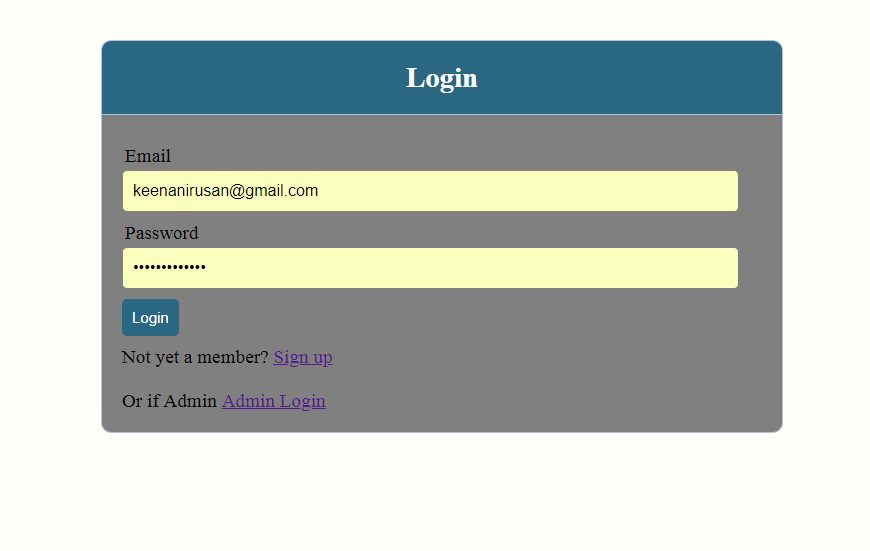 Login
Email
keenanirusan@gmail.com
Password
•••••••••••••
Login
Not yet a member? Sign up
Or if Admin Admin Login